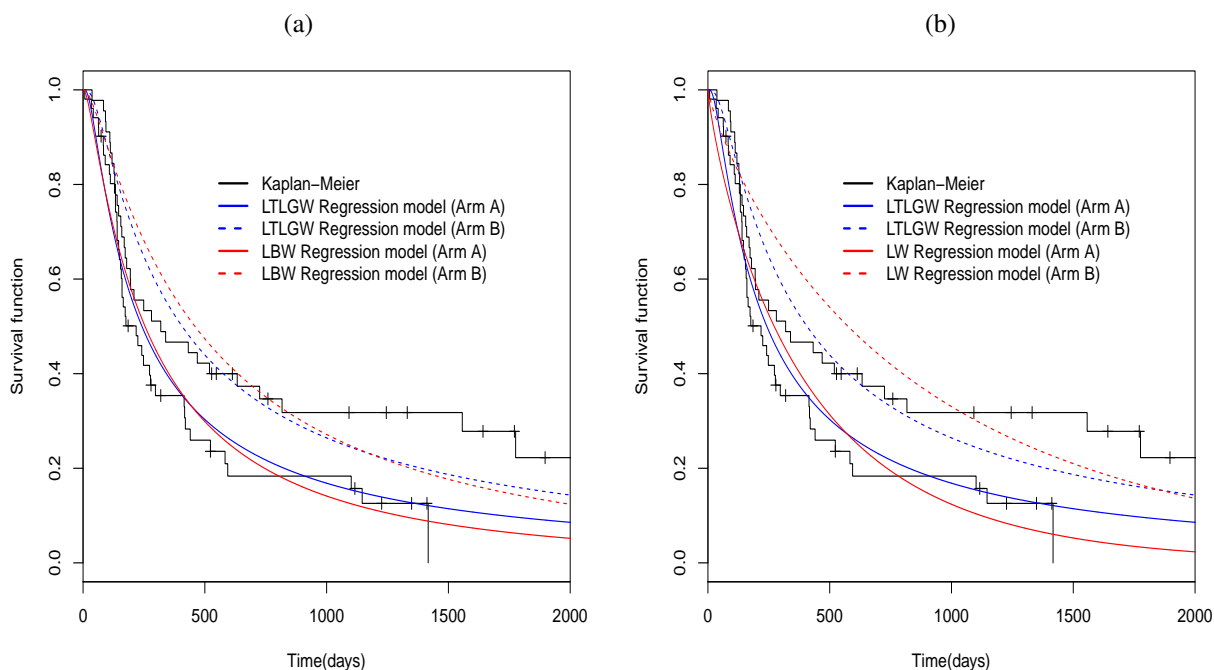 (a)
Survival function
1.0
0.8
0.6
0.4
0.2
0.0
Kaplan−Meier
LTLGW Regression model (Arm A)
LTLGW Regression model (Arm B)
LBW Regression model (Arm A)
LBW Regression model (Arm B)
0 500 1000 1500 2000
Time(days)
(b)
Survival function
1.0
0.8
0.6
0.4
0.2
0.0
Kaplan−Meier
LTLGW Regression model (Arm A)
LTLGW Regression model (Arm B)
LW Regression model (Arm A)
LW Regression model (Arm B)
0 500 1000 1500 2000
Time(days)